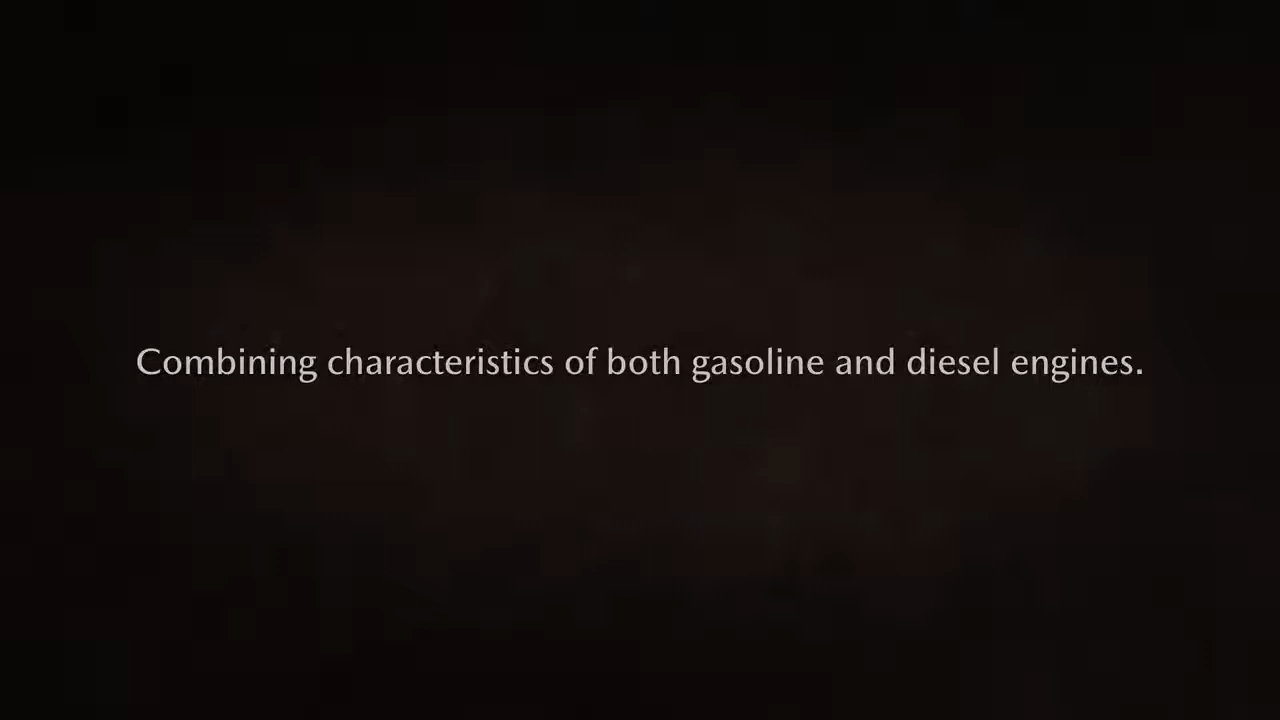 Combining characteristics of both gasoline and diesel engines.